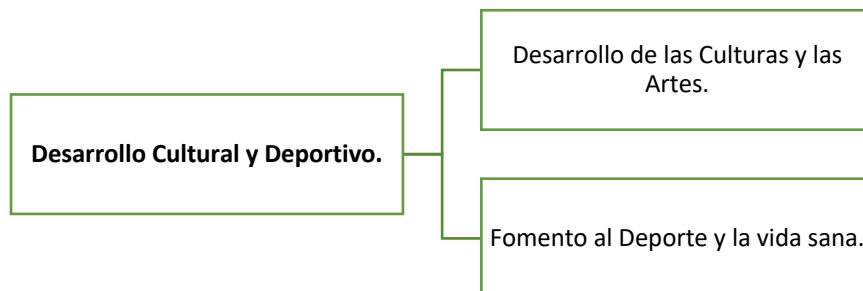 Desarrollo de las Culturas y las
Artes.
Desarrollo Cultural y Deportivo.
Fomento al Deporte y la vida sana.